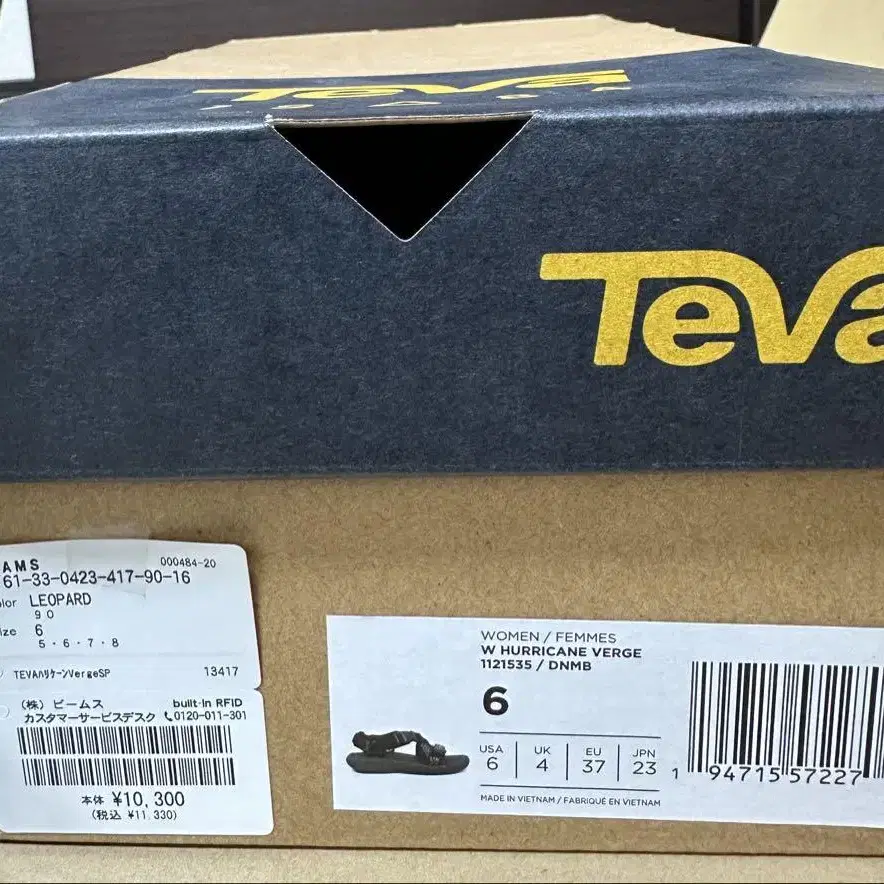 Teva
Teva
AMS 000484-20
61-33-0423-417-90-16
olor LEOPARD
90
ize 6
5・6・7・8
TEVAハリケーンVergeSP 13417
(株) ビームス built-in RFID
カスタマーサービスデスク 0120-011-301
本体 ¥10,300
(税込 ¥11,330)
WOMEN / FEMMES
W HURRICANE VERGE
1121535 / DNMB
6
USA UK EU JPN
6 4 37 23
MADE IN VIETNAM / FABRIQUÉ EN VIETNAM
1 94715 57227